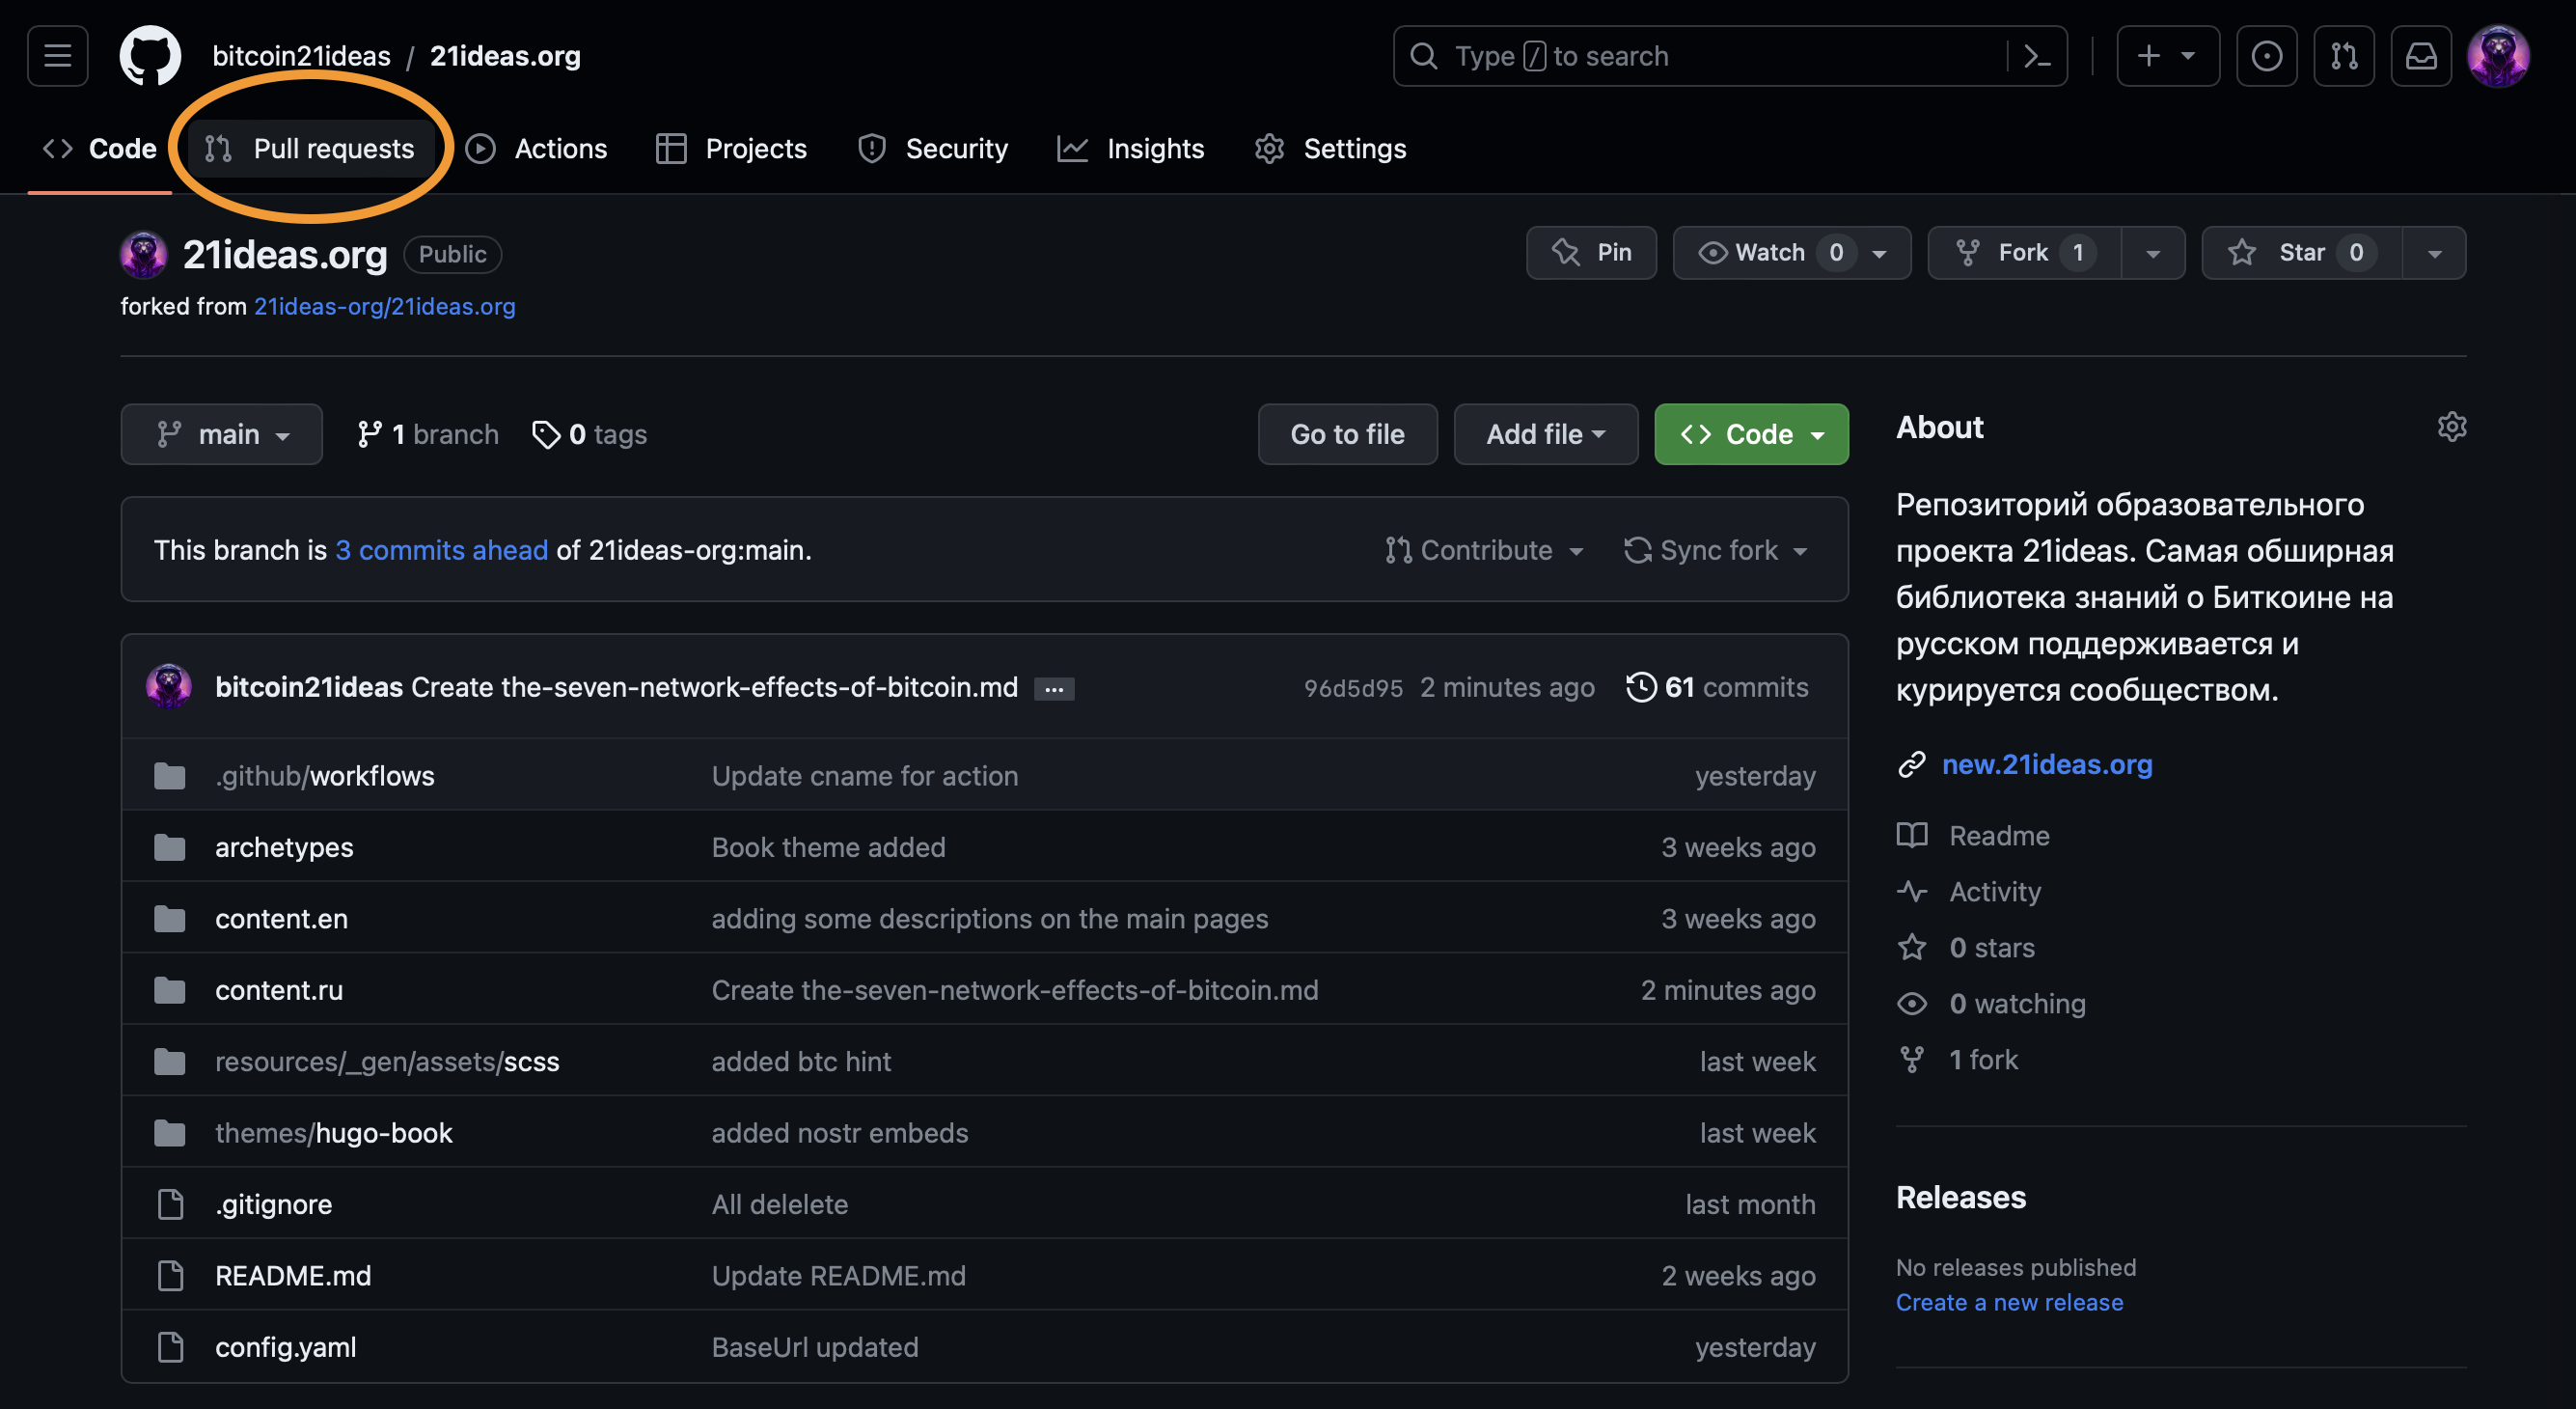 bitcoin21ideas / 21ideas.org
Type / to search
Code
Pull requests
Actions
Projects
Security
Insights
Settings
21ideas.org
Public
Pin
Watch 0
Fork 1
Star 0
forked from 21ideas-org/21ideas.org
main
1 branch
0 tags
Go to file
Add file
Code
This branch is 3 commits ahead of 21ideas-org:main.
Contribute
Sync fork
bitcoin21ideas Create the-seven-network-effects-of-bitcoin.md ...
96d5d95 2 minutes ago
61 commits
.github/workflows
Update cname for action
yesterday
archetypes
Book theme added
3 weeks ago
content.en
adding some descriptions on the main pages
3 weeks ago
content.ru
Create the-seven-network-effects-of-bitcoin.md
2 minutes ago
resources/_gen/assets/scss
added btc hint
last week
themes/hugo-book
added nostr embeds
last week
.gitignore
All delelete
last month
README.md
Update README.md
2 weeks ago
config.yaml
BaseUrl updated
yesterday
About
Репозиторий образовательного
проекта 21ideas. Самая обширная
библиотека знаний о Биткоине на
русском поддерживается и
курируется сообществом.
new.21ideas.org
Readme
Activity
0 stars
0 watching
1 fork
Releases
No releases published
Create a new release